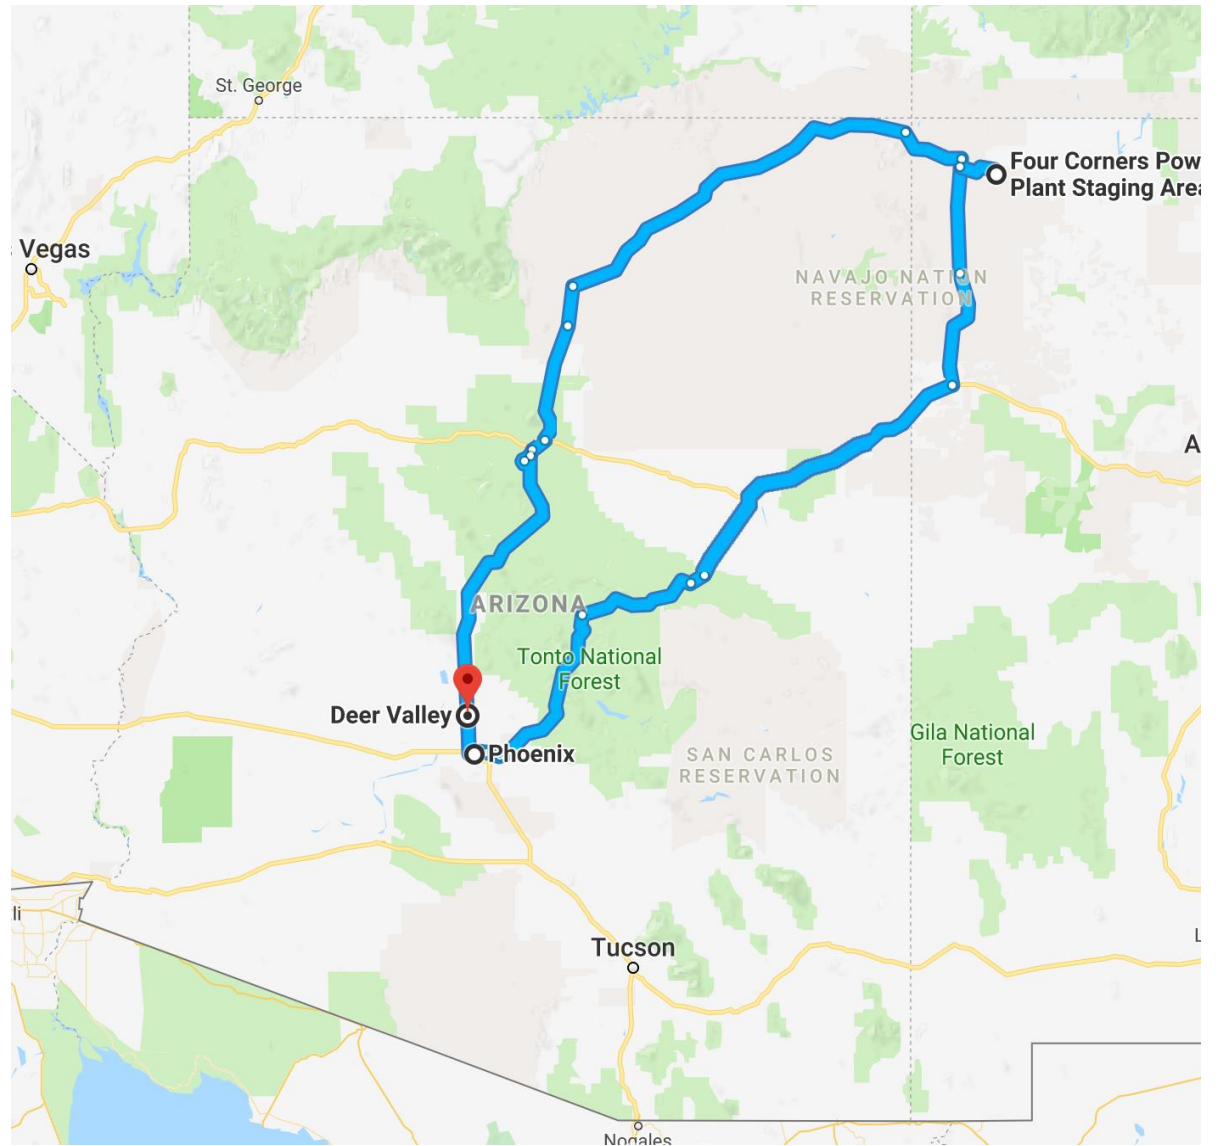 St. George
Four Corners Pow
Plant Staging Area
Vegas
NAVAJO NATION
RESERVATION
A
ARIZONA
Tonto National
Forest
Deer Valley
Phoenix
SAN CARLOS
RESERVATION
Gila National
Forest
li
Tucson
L
Nogales